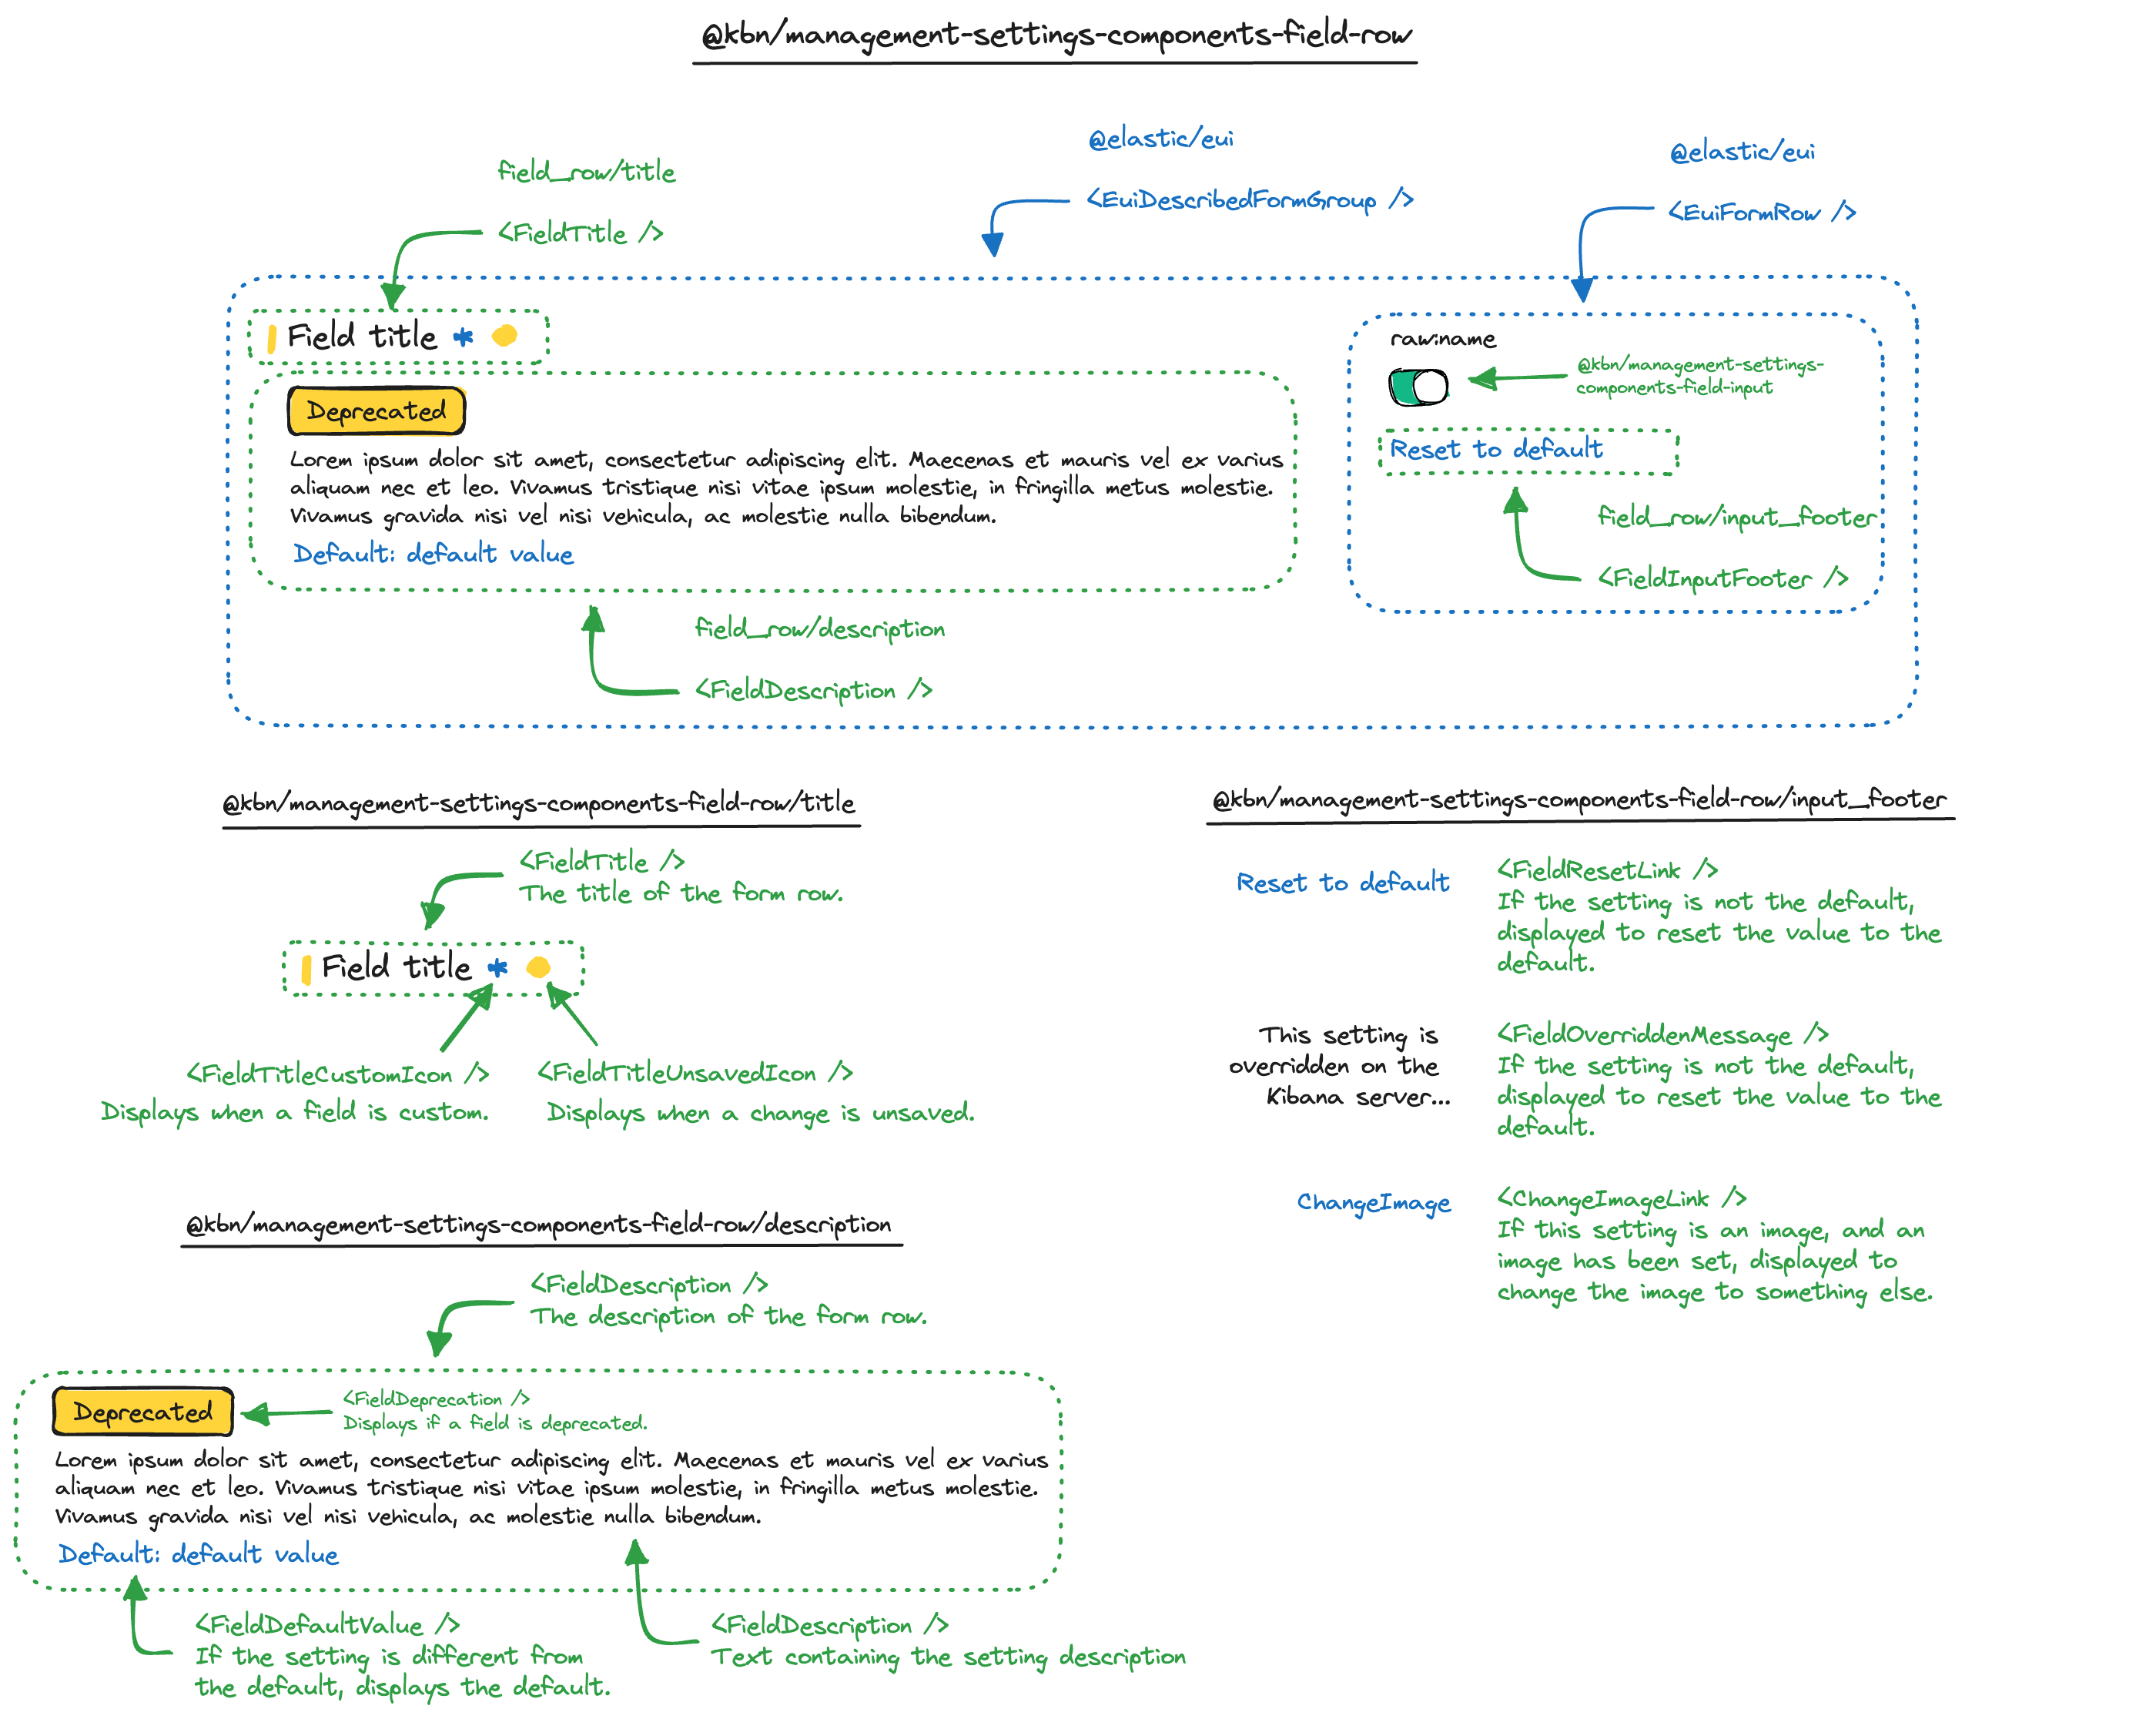 @kbn/management-settings-components-field-row
field_row/title
<FieldTitle />
@elastic/eui
<EuiDescribedFormGroup />
@elastic/eui
<EuiFormRow />
Field title *
Deprecated
Lorem ipsum dolor sit amet, consectetur adipiscing elit. Maecenas et mauris vel ex varius
aliquam nec et leo. Vivamus tristique nisi vitae ipsum molestie, in fringilla metus molestie.
Vivamus gravida nisi vel nisi vehicula, ac molestie nulla bibendum.
Default: default value
field_row/description
<FieldDescription />
raw:name
@kbn/management-settings-
components-field-input
Reset to default
field_row/input_footer
<FieldInputFooter />
@kbn/management-settings-components-field-row/title
<FieldTitle />
The title of the form row.
Field title *
<FieldTitleCustomIcon />
Displays when a field is custom.
<FieldTitleUnsavedIcon />
Displays when a change is unsaved.
@kbn/management-settings-components-field-row/input_footer
Reset to default
<FieldResetLink />
If the setting is not the default,
displayed to reset the value to the
default.
This setting is
overridden on the
Kibana server...
<FieldOverriddenMessage />
If the setting is not the default,
displayed to reset the value to the
default.
ChangeImage
<ChangeImageLink />
If this setting is an image, and an
image has been set, displayed to
change the image to something else.
@kbn/management-settings-components-field-row/description
<FieldDescription />
The description of the form row.
Deprecated
<FieldDeprecation />
Displays if a field is deprecated.
Lorem ipsum dolor sit amet, consectetur adipiscing elit. Maecenas et mauris vel ex varius
aliquam nec et leo. Vivamus tristique nisi vitae ipsum molestie, in fringilla metus molestie.
Vivamus gravida nisi vel nisi vehicula, ac molestie nulla bibendum.
Default: default value
<FieldDefaultValue />
If the setting is different from
the default, displays the default.
<FieldDescription />
Text containing the setting description